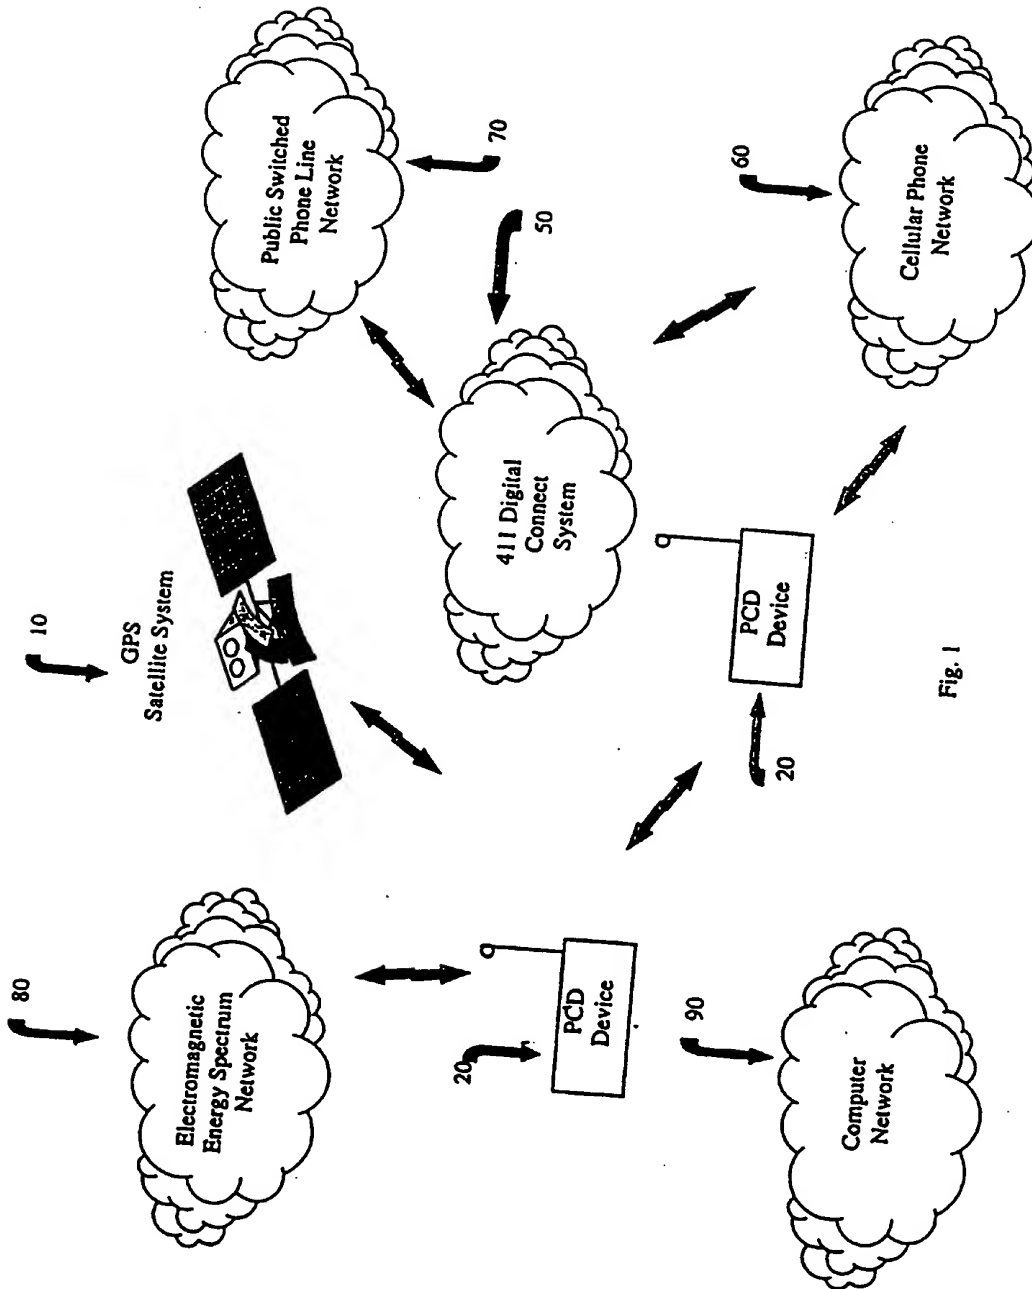 80
Electromagnetic
Energy Spectrum
Network
10
GPS
Satellite System
Public Switched
Phone Line
Network
70
50
20
PCD
Device
411 Digital
Connect
System
90
Computer
Network
20
PCD
Device
60
Cellular Phone
Network
Fig. 1